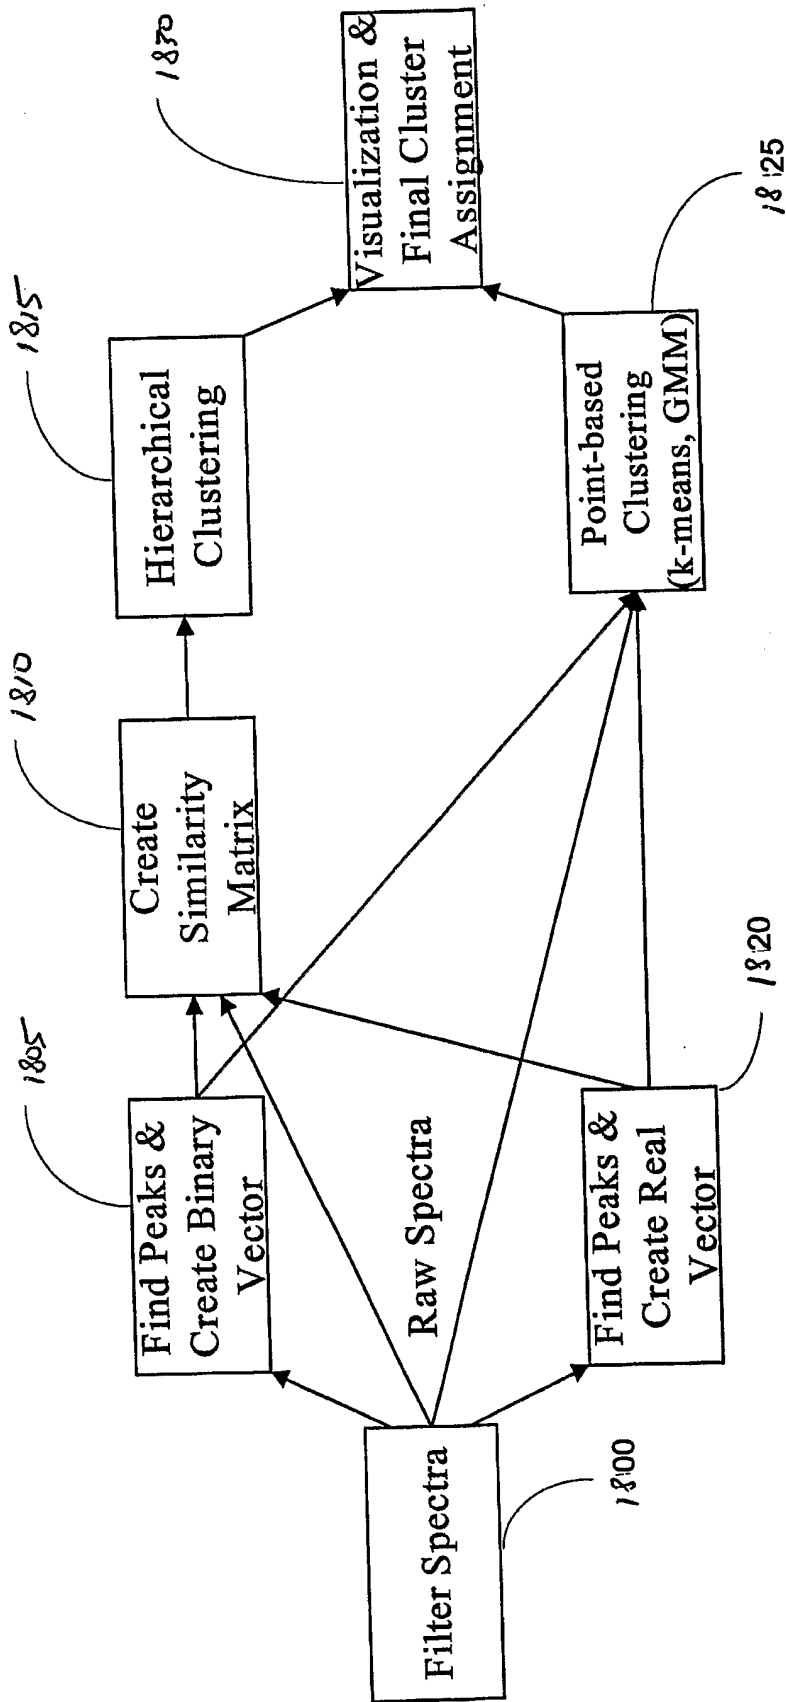 Filter Spectra
1800
Find Peaks &
Create Binary
Vector
1805
Raw Spectra
Find Peaks &
Create Real
Vector
1820
Create
Similarity
Matrix
1810
Hierarchical
Clustering
1815
Point-based
Clustering
(k-means, GMM)
1825
Visualization &
Final Cluster
Assignment
1830